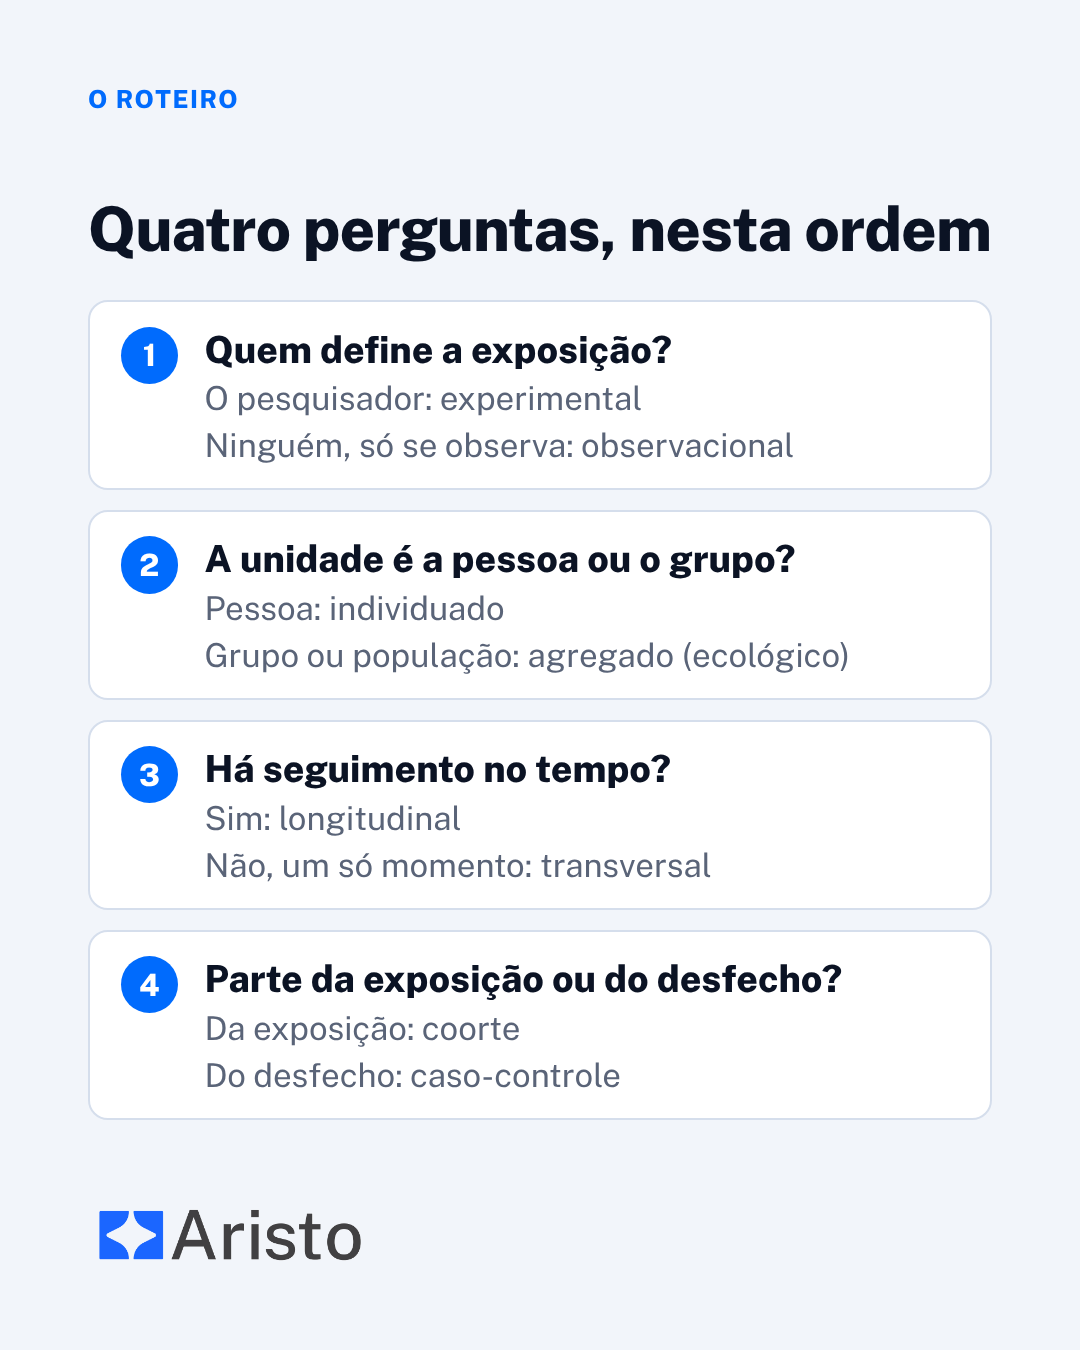 O ROTEIRO
Quatro perguntas, nesta ordem
1
Quem define a exposição?
O pesquisador: experimental
Ninguém, só se observa: observacional
2
A unidade é a pessoa ou o grupo?
Pessoa: individuado
Grupo ou população: agregado (ecológico)
3
Há seguimento no tempo?
Sim: longitudinal
Não, um só momento: transversal
4
Parte da exposição ou do desfecho?
Da exposição: coorte
Do desfecho: caso-controle
Aristo